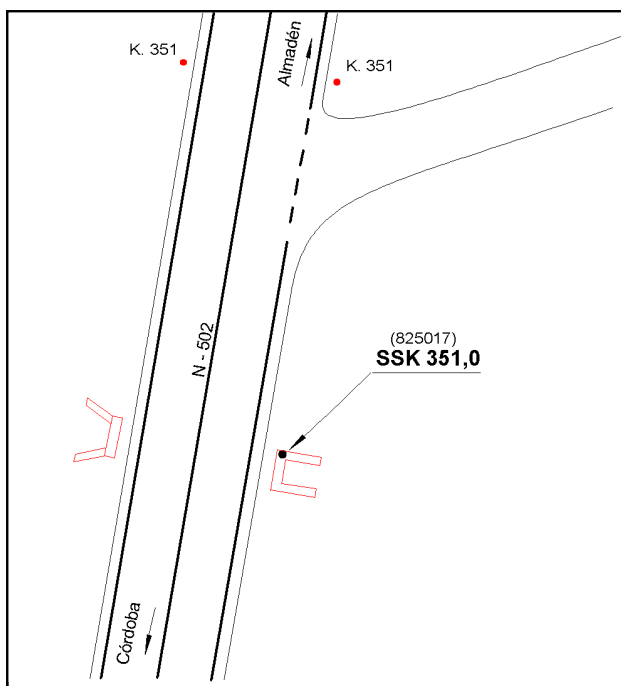 K. 351
Almadén
K. 351
N - 502
(825017)
SSK 351,0
Córdoba